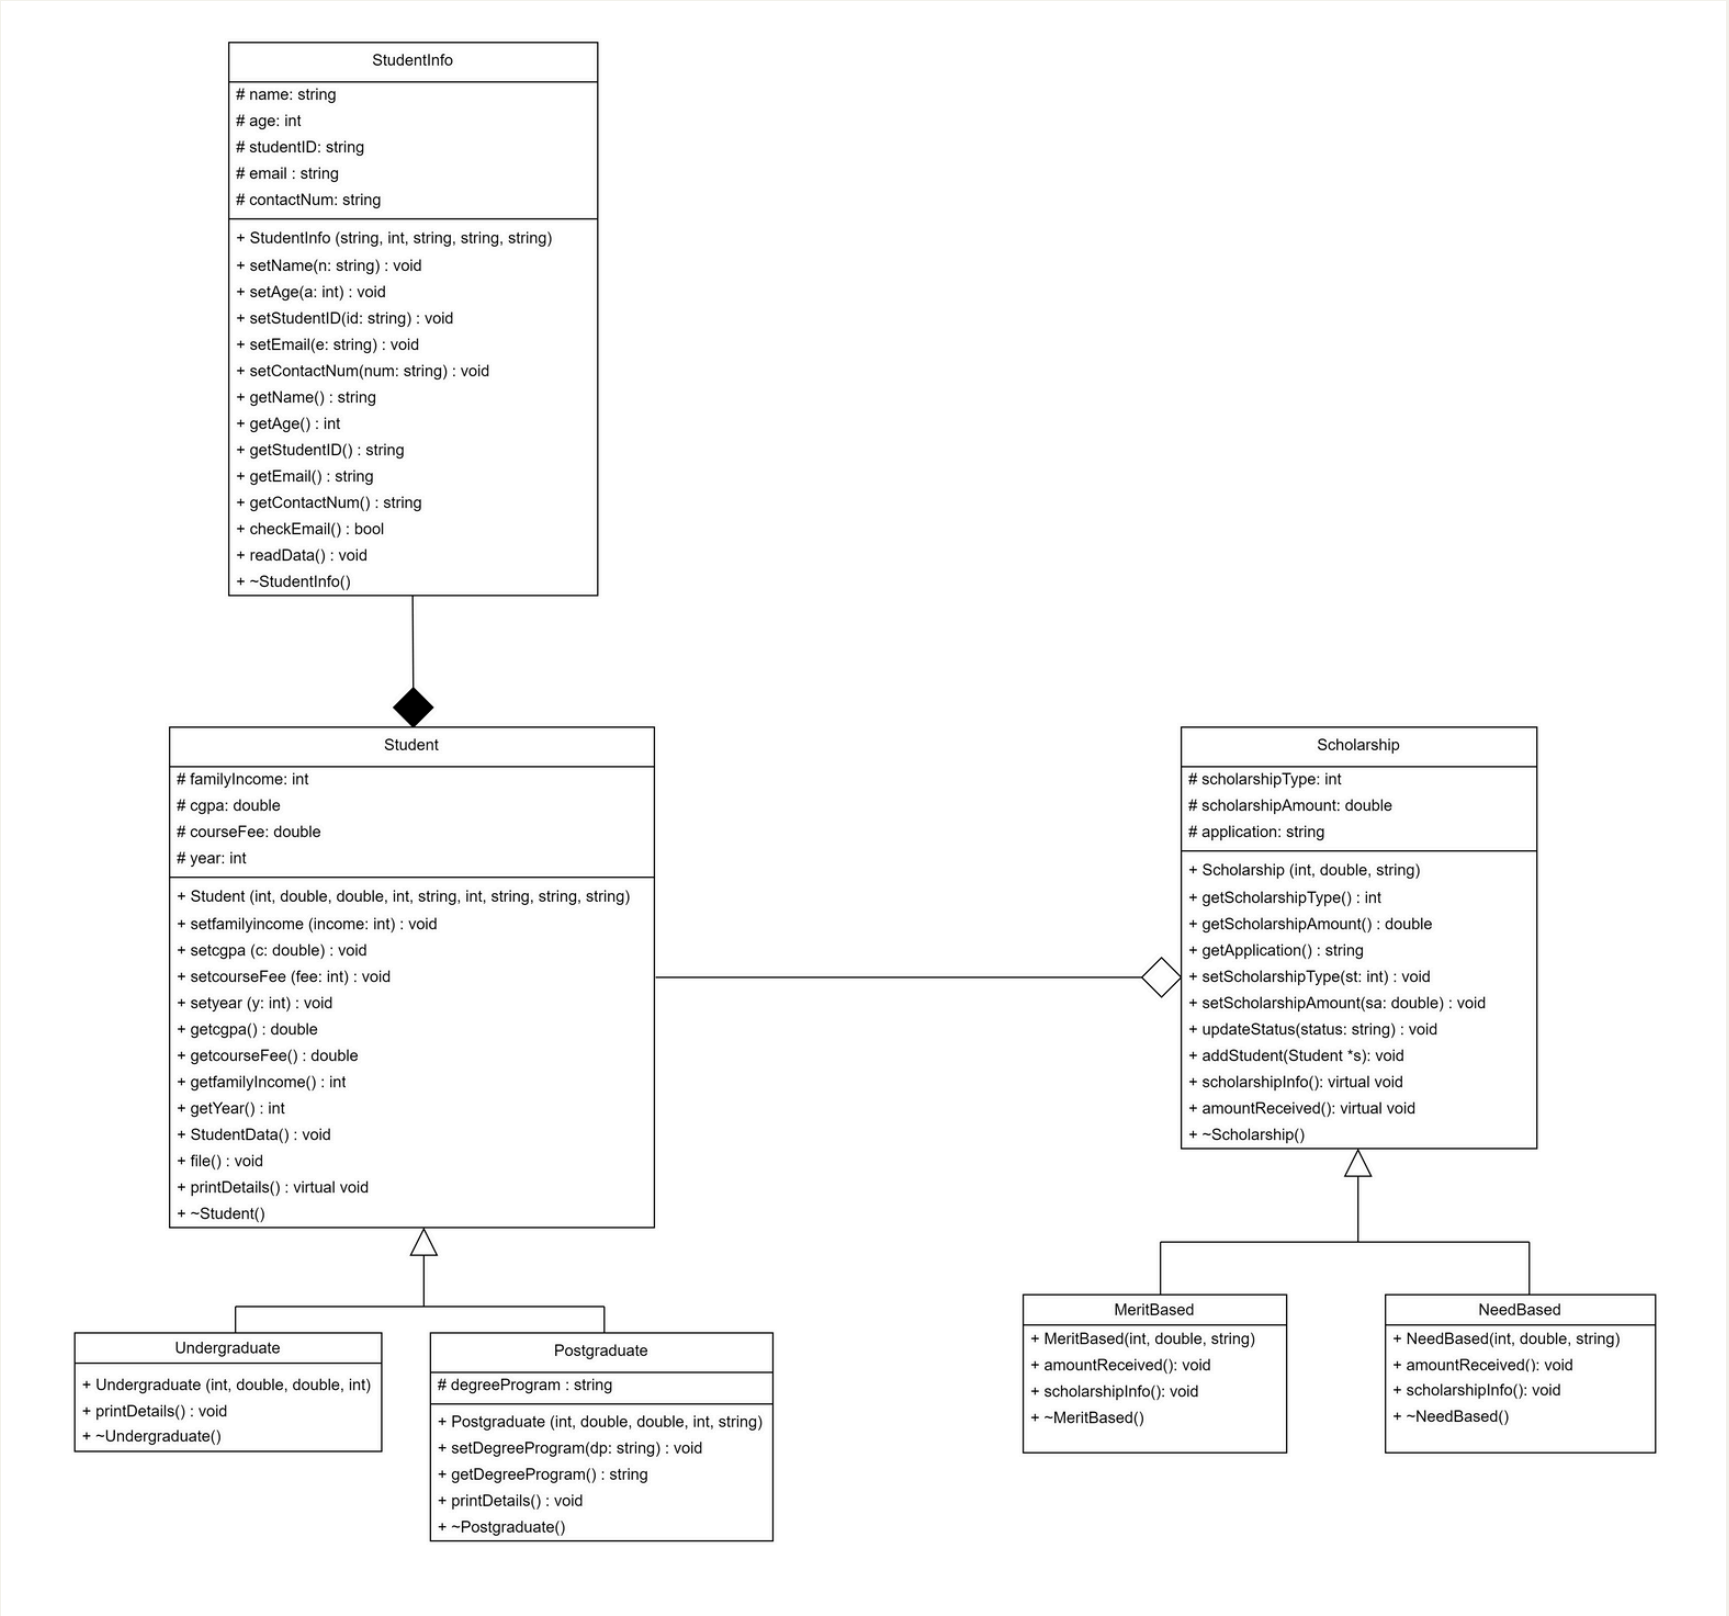 StudentInfo
# name: string
# age: int
# studentID: string
# email : string
# contactNum: string
+ StudentInfo (string, int, string, string, string)
+ setName(n: string) : void
+ setAge(a: int) : void
+ setStudentID(id: string) : void
+ setEmail(e: string) : void
+ setContactNum(num: string) : void
+ getName() : string
+ getAge() : int
+ getStudentID() : string
+ getEmail() : string
+ getContactNum() : string
+ checkEmail() : bool
+ readData() : void
+ ~StudentInfo()
Student
# familyIncome: int
# cgpa: double
# courseFee: double
# year: int
+ Student (int, double, double, int, string, int, string, string, string)
+ setfamilyincome (income: int) : void
+ setcgpa (c: double) : void
+ setcourseFee (fee: int) : void
+ setyear (y: int) : void
+ getcgpa() : double
+ getcourseFee() : double
+ getfamilyIncome() : int
+ getYear() : int
+ StudentData() : void
+ file() : void
+ printDetails() : virtual void
+ ~Student()
Scholarship
# scholarshipType: int
# scholarshipAmount: double
# application: string
+ Scholarship (int, double, string)
+ getScholarshipType() : int
+ getScholarshipAmount() : double
+ getApplication() : string
+ setScholarshipType(st: int) : void
+ setScholarshipAmount(sa: double) : void
+ updateStatus(status: string) : void
+ addStudent(Student *s): void
+ scholarshipInfo(): virtual void
+ amountReceived(): virtual void
+ ~Scholarship()
Undergraduate
+ Undergraduate (int, double, double, int)
+ printDetails() : void
+ ~Undergraduate()
Postgraduate
# degreeProgram : string
+ Postgraduate (int, double, double, int, string)
+ setDegreeProgram(dp: string) : void
+ getDegreeProgram() : string
+ printDetails() : void
+ ~Postgraduate()
MeritBased
+ MeritBased(int, double, string)
+ amountReceived(): void
+ scholarshipInfo(): void
+ ~MeritBased()
NeedBased
+ NeedBased(int, double, string)
+ amountReceived(): void
+ scholarshipInfo(): void
+ ~NeedBased()